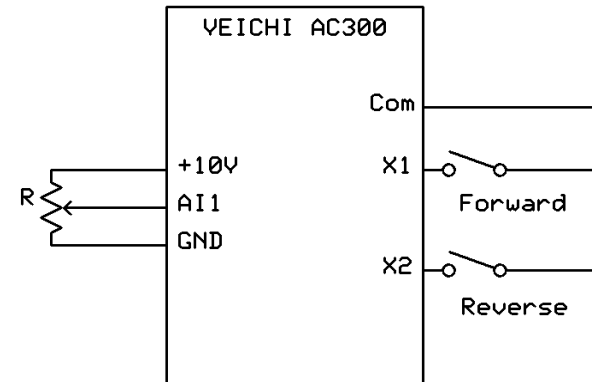 VEICHI AC300
Com
+10V
X1
R
AI1
Forward
GND
X2
Reverse